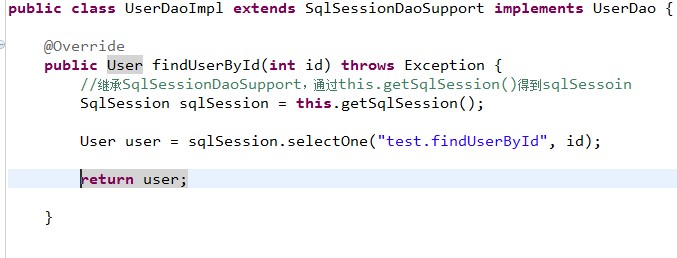 public class UserDaoImpl extends SqlSessionDaoSupport implements UserDao {
@Override
public User findUserById(int id) throws Exception {
//继承SqlSessionDaoSupport，通过this.getSqlSession()得到sqlSessoin
SqlSession sqlSession = this.getSqlSession();
User user = sqlSession.selectOne("test.findUserById", id);
return user;
}